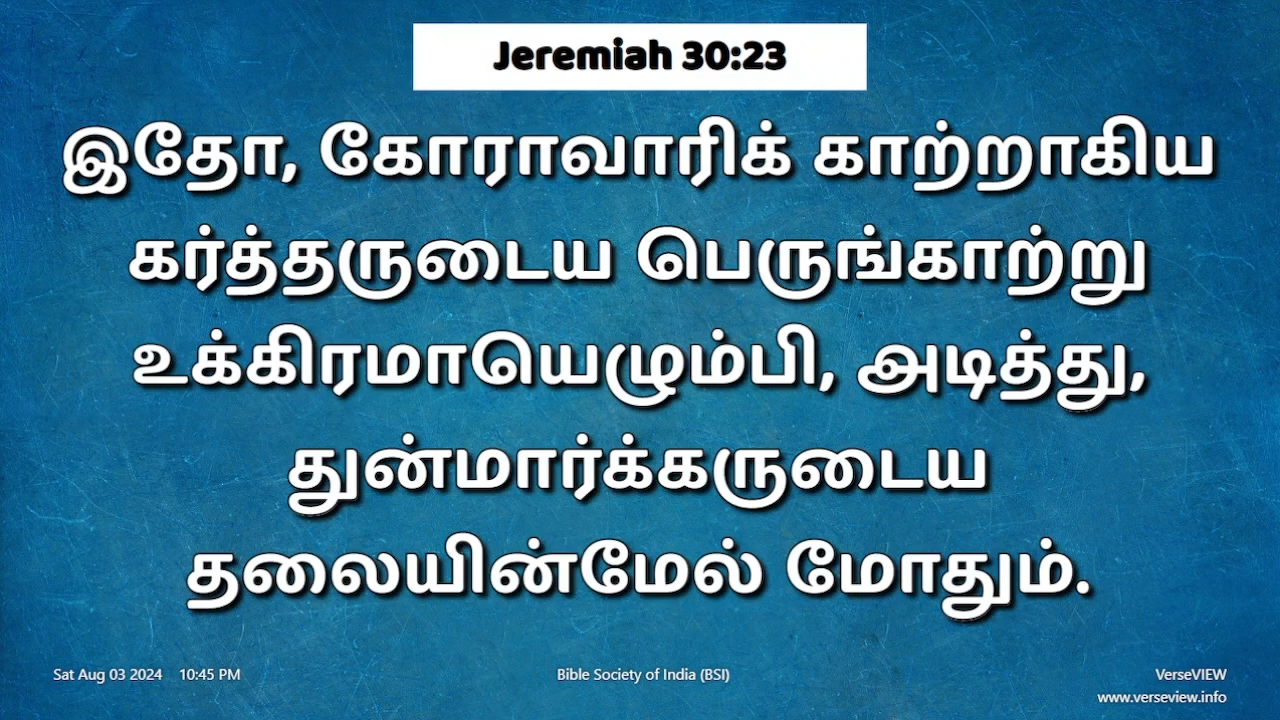 Jeremiah 30:23
இதோ, கோராவாரிக் காற்றாகிய
கர்த்தருடைய பெருங்காற்று
உக்கிரமாயெழும்பி, அடித்து,
துன்மார்க்கருடைய
தலையின்மேல் மோதும்.
Sat Aug 03 2024 10:45 PM
Bible Society of India (BSI)
VerseVIEW
www.verseview.info